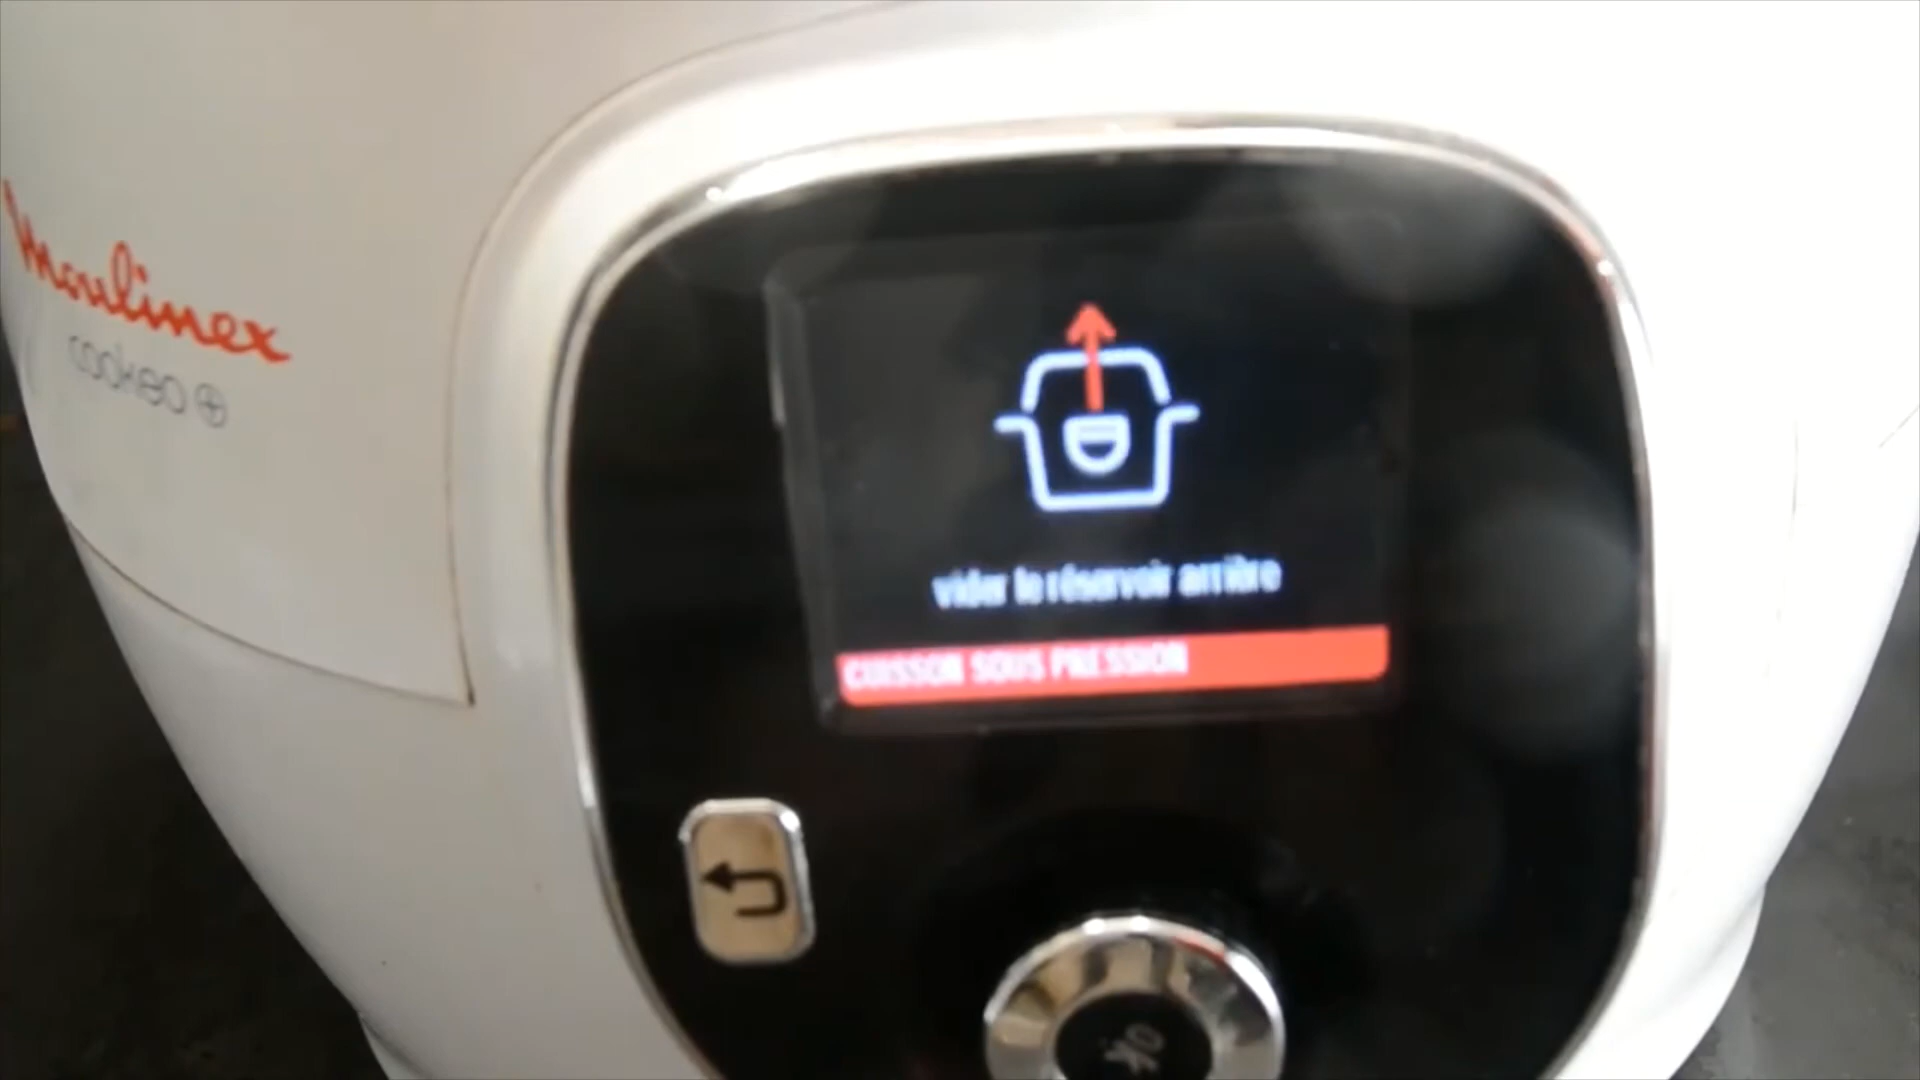 Moulinex
cookeo +
vider le réservoir arrière
CUISSON SOUS PRESSION
OK